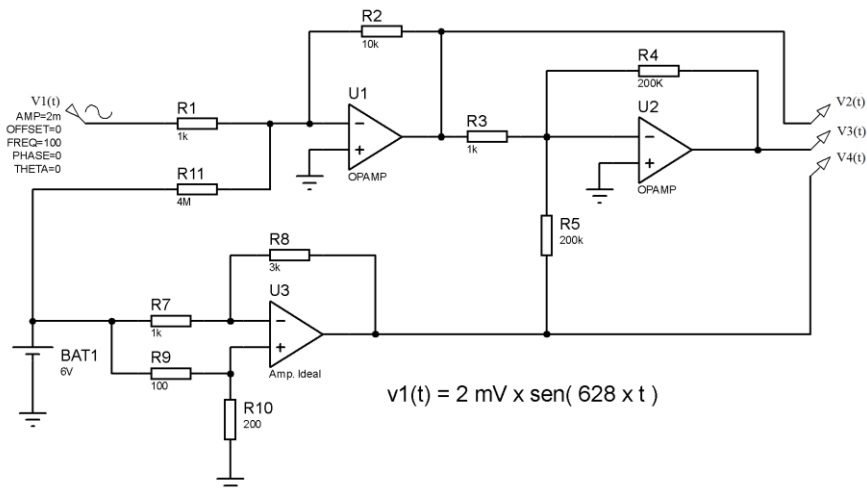 R2
10k
R4
200K
V1(t)
AMP=2m
OFFSET=0
FREQ=100
PHASE=0
THETA=0
R1
1k
U1
OPAMP
R3
1k
U2
OPAMP
V2(t)
V3(t)
V4(t)
R11
4M
R5
200k
R8
3k
R7
1k
U3
Amp. Ideal
BAT1
6V
R9
100
R10
200
v1(t) = 2 mV x sen( 628 x t )